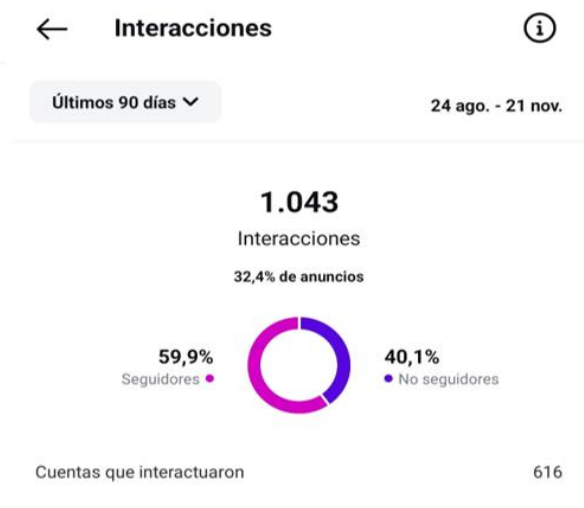 Interacciones
Últimos 90 días
24 ago. - 21 nov.
1.043
Interacciones
32,4% de anuncios
59,9%
Seguidores
40,1%
No seguidores
Cuentas que interactuaron 616